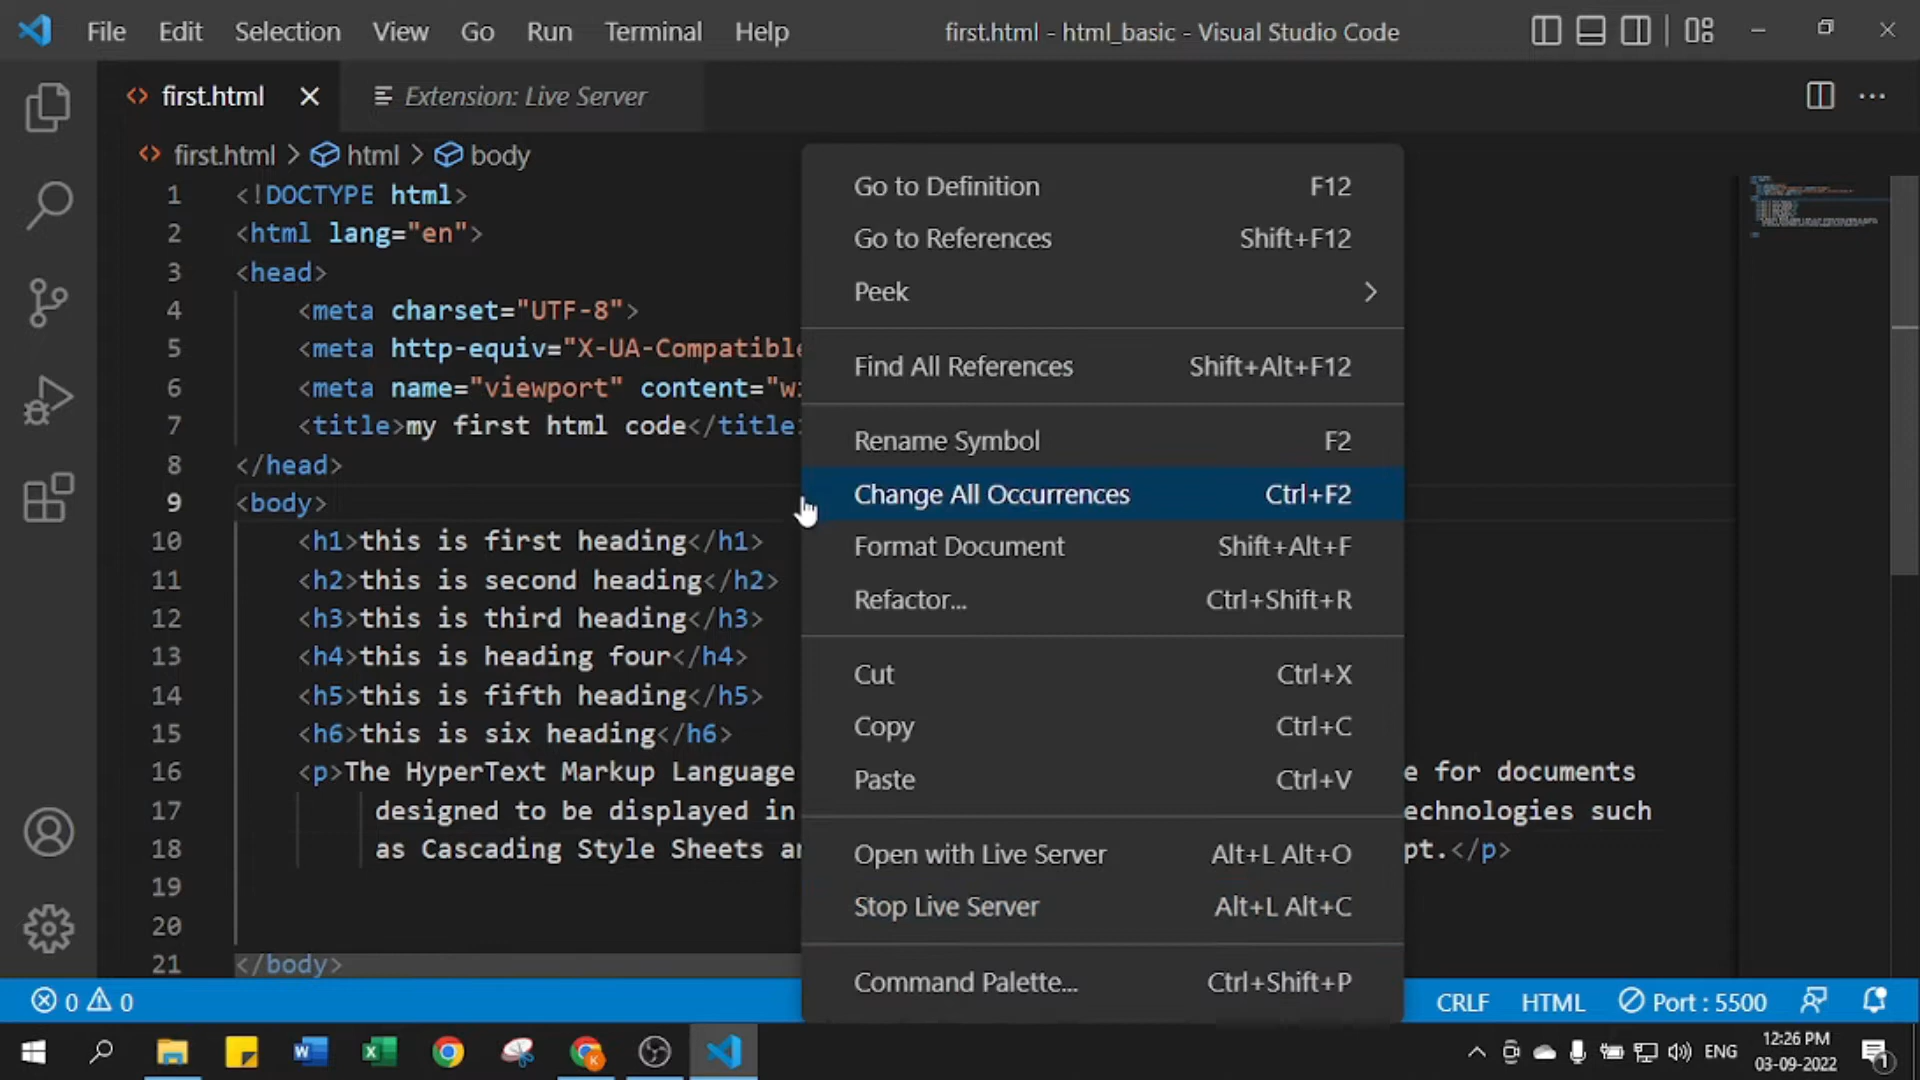 File Edit Selection View Go Run Terminal Help first.html - html_basic - Visual Studio Code
first.html Extension: Live Server
first.html > html > body
1 <!DOCTYPE html>
2 <html lang="en">
3 <head>
4 <meta charset="UTF-8">
5 <meta http-equiv="X-UA-Compatible
6 <meta name="viewport" content="wi
7 <title>my first html code</title>
8 </head>
9 <body>
10 <h1>this is first heading</h1>
11 <h2>this is second heading</h2>
12 <h3>this is third heading</h3>
13 <h4>this is heading four</h4>
14 <h5>this is fifth heading</h5>
15 <h6>this is six heading</h6>
16 <p>The HyperText Markup Language e for documents
17 designed to be displayed in echnologies such
18 as Cascading Style Sheets an pt.</p>
19
20
21 </body>
Go to Definition F12
Go to References Shift+F12
Peek >
Find All References Shift+Alt+F12
Rename Symbol F2
Change All Occurrences Ctrl+F2
Format Document Shift+Alt+F
Refactor... Ctrl+Shift+R
Cut Ctrl+X
Copy Ctrl+C
Paste Ctrl+V
Open with Live Server Alt+L Alt+O
Stop Live Server Alt+L Alt+C
Command Palette... Ctrl+Shift+P
0 0 CRLF HTML Port : 5500
ENG 12:26 PM
03-09-2022
1